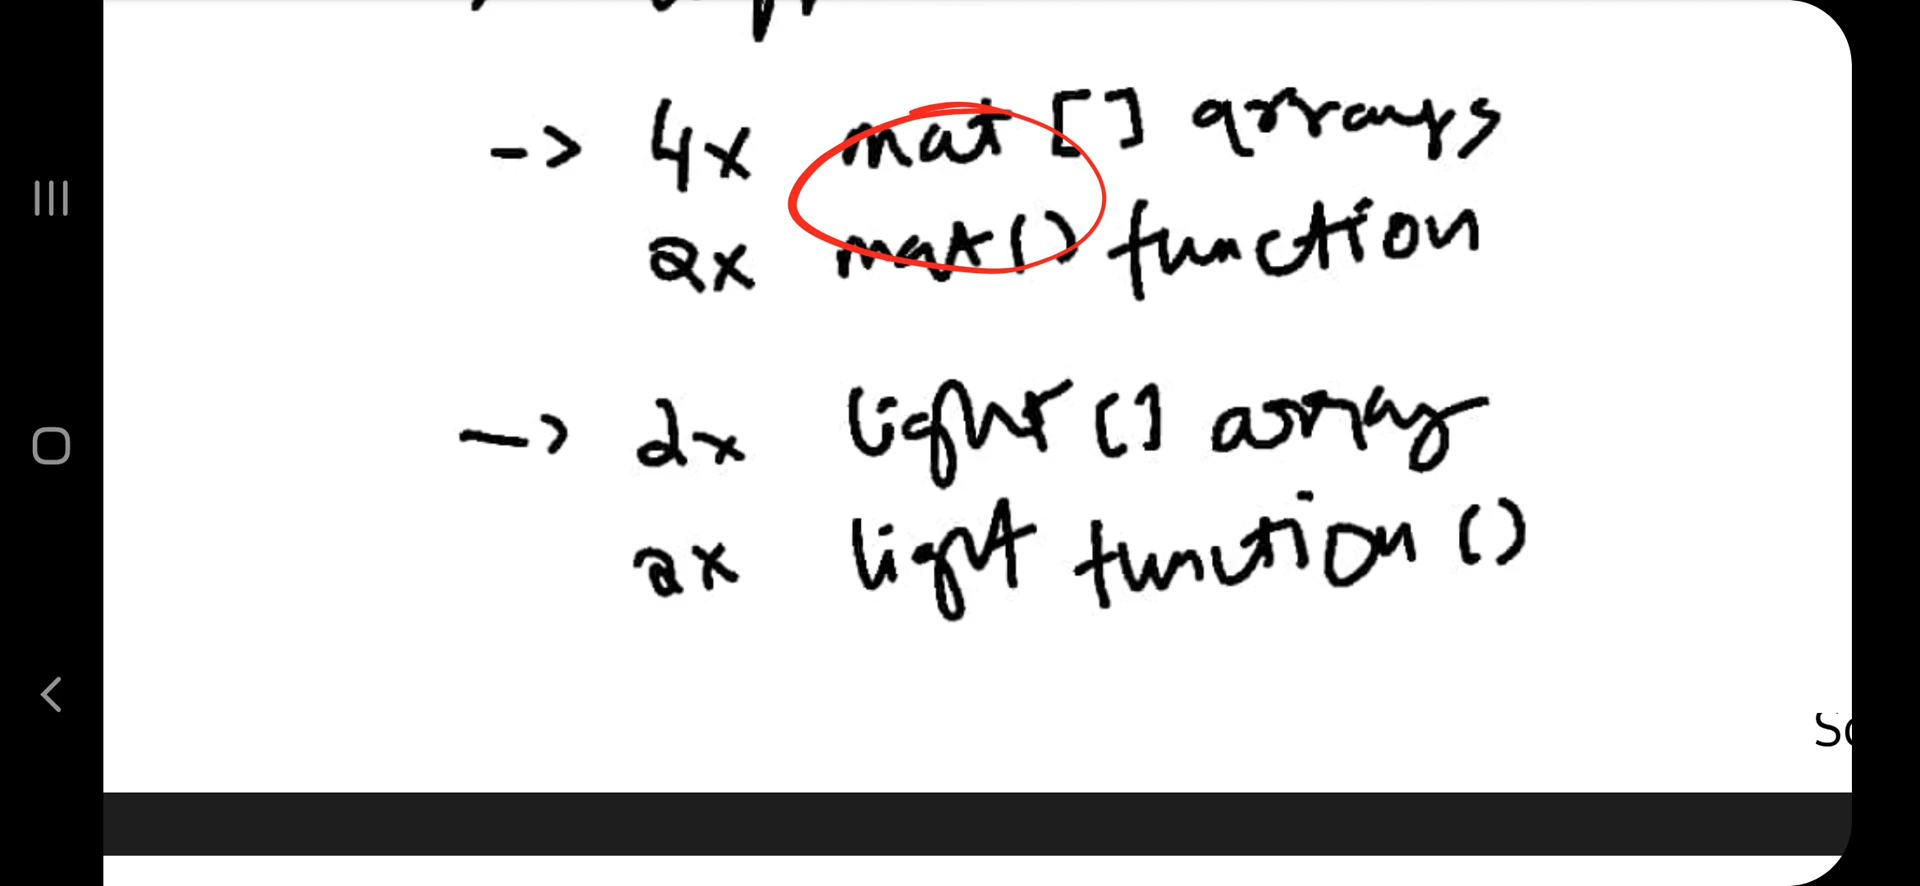 -> 4x mat [] arrays
2x mat() function
-> 2x light [] array
2x light function ()